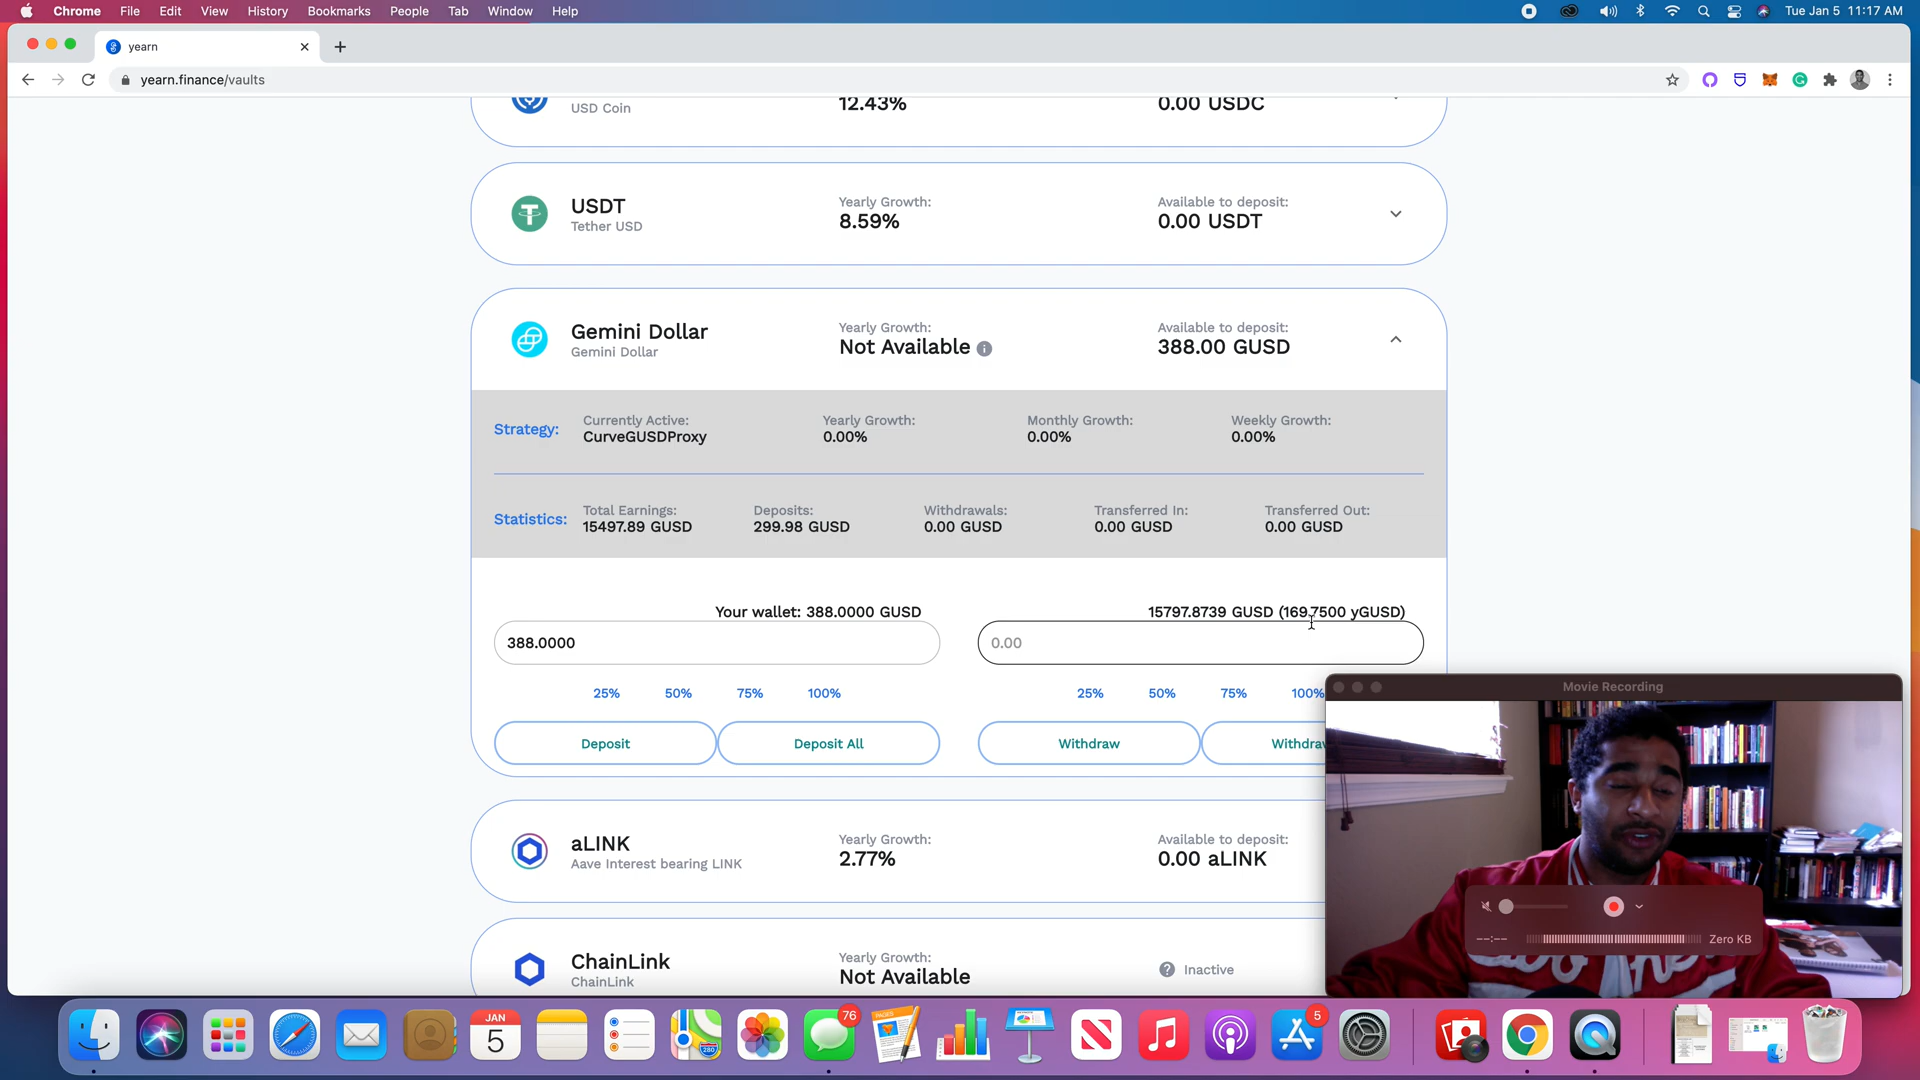 Chrome File Edit View History Bookmarks People Tab Window Help Tue Jan 5 11:17 AM
yearn
yearn.finance/vaults
USD Coin 12.43% 0.00 USDC
USDT Yearly Growth: Available to deposit:
Tether USD 8.59% 0.00 USDT
Gemini Dollar Yearly Growth: Available to deposit:
Gemini Dollar Not Available 388.00 GUSD
Strategy: Currently Active: Yearly Growth: Monthly Growth: Weekly Growth:
CurveGUSDProxy 0.00% 0.00% 0.00%
Statistics: Total Earnings: Deposits: Withdrawals: Transferred In: Transferred Out:
15497.89 GUSD 299.98 GUSD 0.00 GUSD 0.00 GUSD 0.00 GUSD
Your wallet: 388.0000 GUSD 15797.8739 GUSD (169.7500 yGUSD)
388.0000 0.00
25% 50% 75% 100% 25% 50% 75% 100%
Movie Recording
Deposit Deposit All Withdraw Withdraw
aLINK Yearly Growth: Available to deposit:
Aave Interest bearing LINK 2.77% 0.00 aLINK
--:-- Zero KB
ChainLink Yearly Growth:
ChainLink Not Available Inactive
JAN
5
76
PAGES
280
5